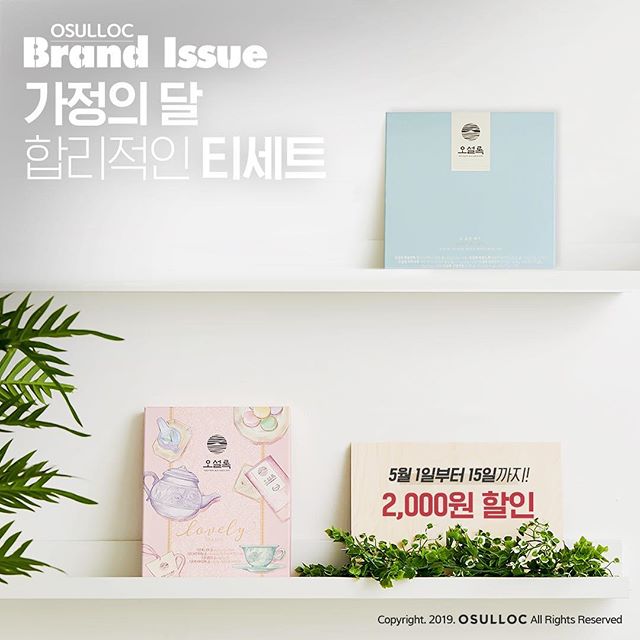 OSULLOC
Brand Issue
가정의 달
합리적인 티세트
오설록
오설록
lovely
5월 1일부터 15일까지!
2,000원 할인
Copyright. 2019. OSULLOC All Rights Reserved